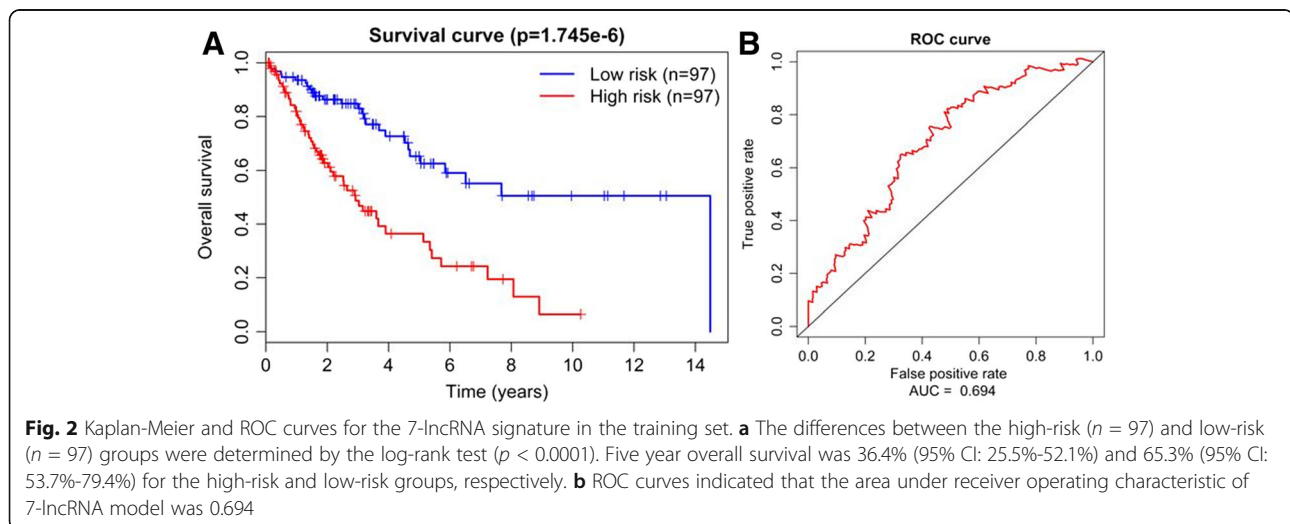 A
Survival curve (p=1.745e-6)
Low risk (n=97)
High risk (n=97)
Overall survival
1.0
0.8
0.6
0.4
0.2
0.0
0 2 4 6 8 10 12 14
Time (years)
B
ROC curve
True positive rate
1.0
0.8
0.6
0.4
0.2
0.0
0.0 0.2 0.4 0.6 0.8 1.0
False positive rate
AUC = 0.694
Fig. 2 Kaplan-Meier and ROC curves for the 7-lncRNA signature in the training set. a The differences between the high-risk (n = 97) and low-risk
(n = 97) groups were determined by the log-rank test (p < 0.0001). Five year overall survival was 36.4% (95% CI: 25.5%-52.1%) and 65.3% (95% CI:
53.7%-79.4%) for the high-risk and low-risk groups, respectively. b ROC curves indicated that the area under receiver operating characteristic of
7-lncRNA model was 0.694